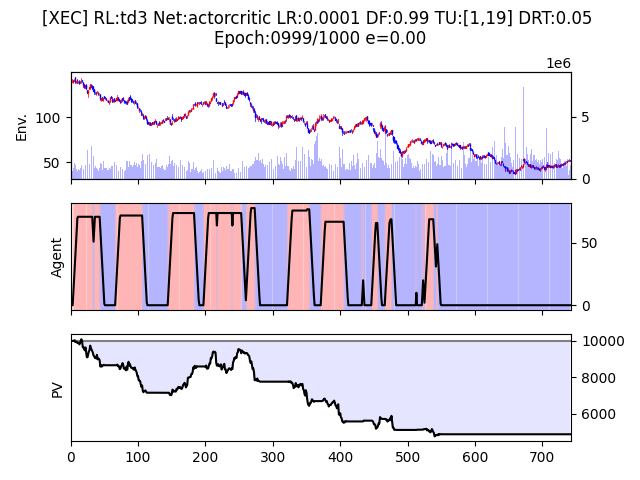 [XEC] RL:td3 Net:actorcritic LR:0.0001 DF:0.99 TU:[1,19] DRT:0.05
Epoch:0999/1000 e=0.00
1e6
Env.
100
50
5
0
Agent
50
0
PV
10000
8000
6000
0 100 200 300 400 500 600 700